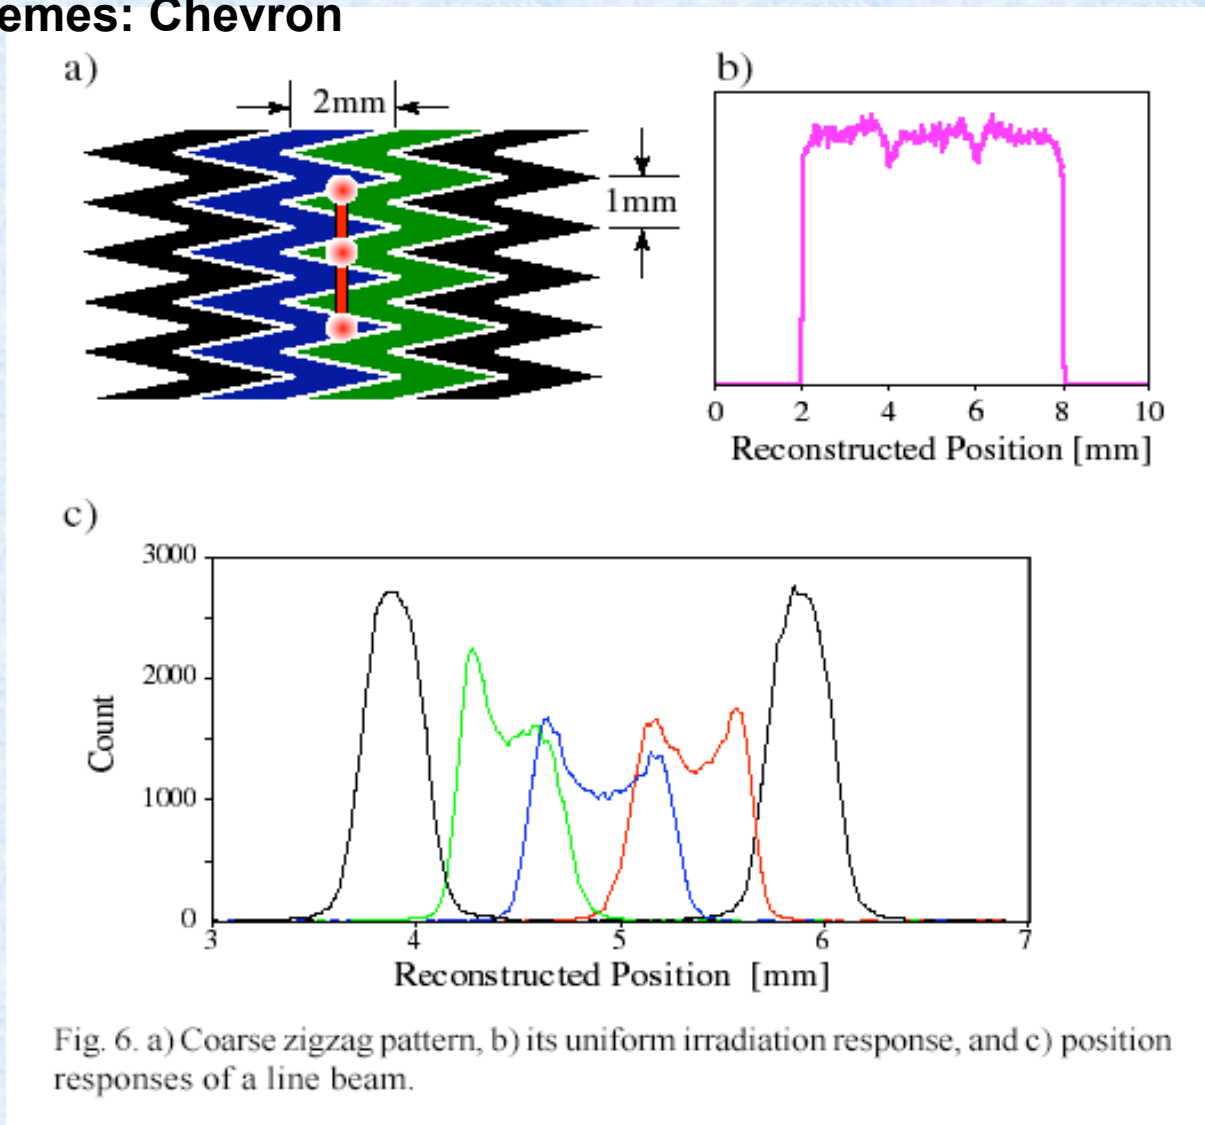 emes: Chevron
a)
2mm
1mm
b)
0 2 4 6 8 10
Reconstructed Position [mm]
c)
3000
2000
1000
0
Count
3 4 5 6 7
Reconstructed Position [mm]
Fig. 6. a) Coarse zigzag pattern, b) its uniform irradiation response, and c) position
responses of a line beam.